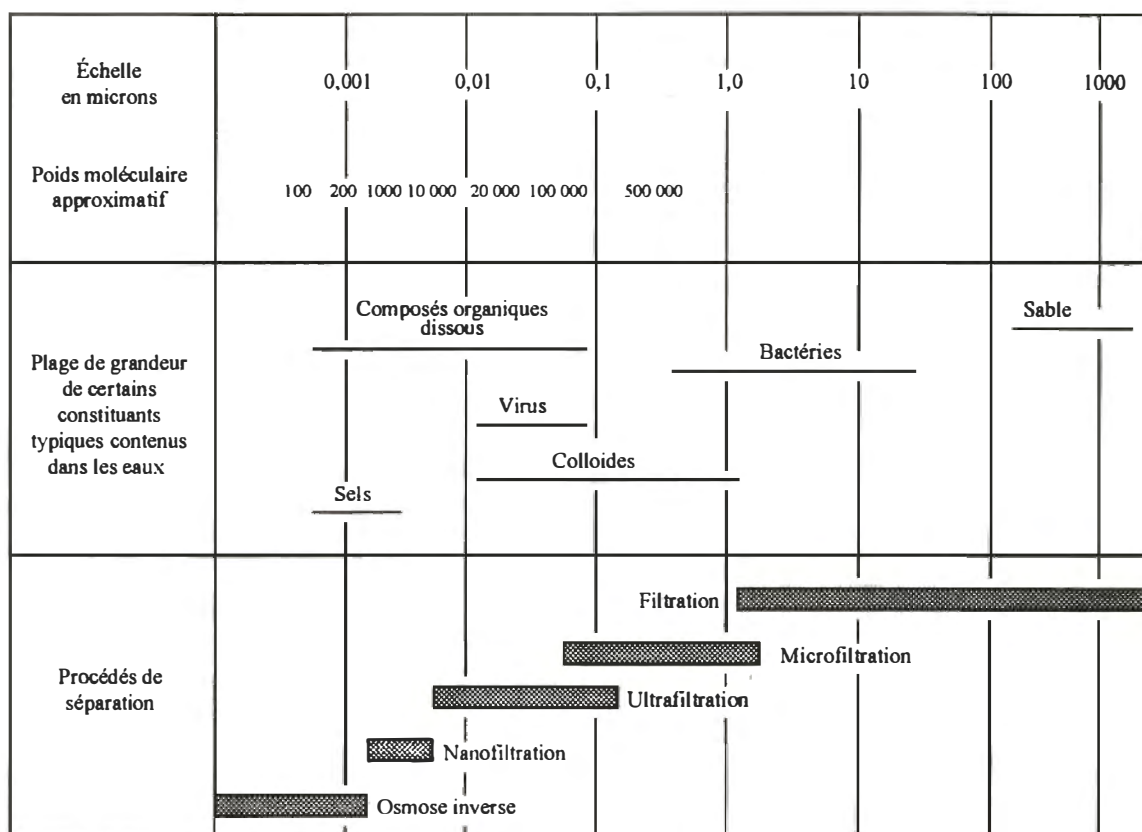 Échelle
en microns
0,001 0,01 0,1 1,0 10 100 1000
Poids moléculaire
approximatif
100 200 1000 10 000 20 000 100 000 500 000
Plage de grandeur
de certains
constituants
typiques contenus
dans les eaux
Composés organiques
dissous
Sable
Bactéries
Virus
Colloides
Sels
Procédés de
séparation
Filtration
Microfiltration
Ultrafiltration
Nanofiltration
Osmose inverse